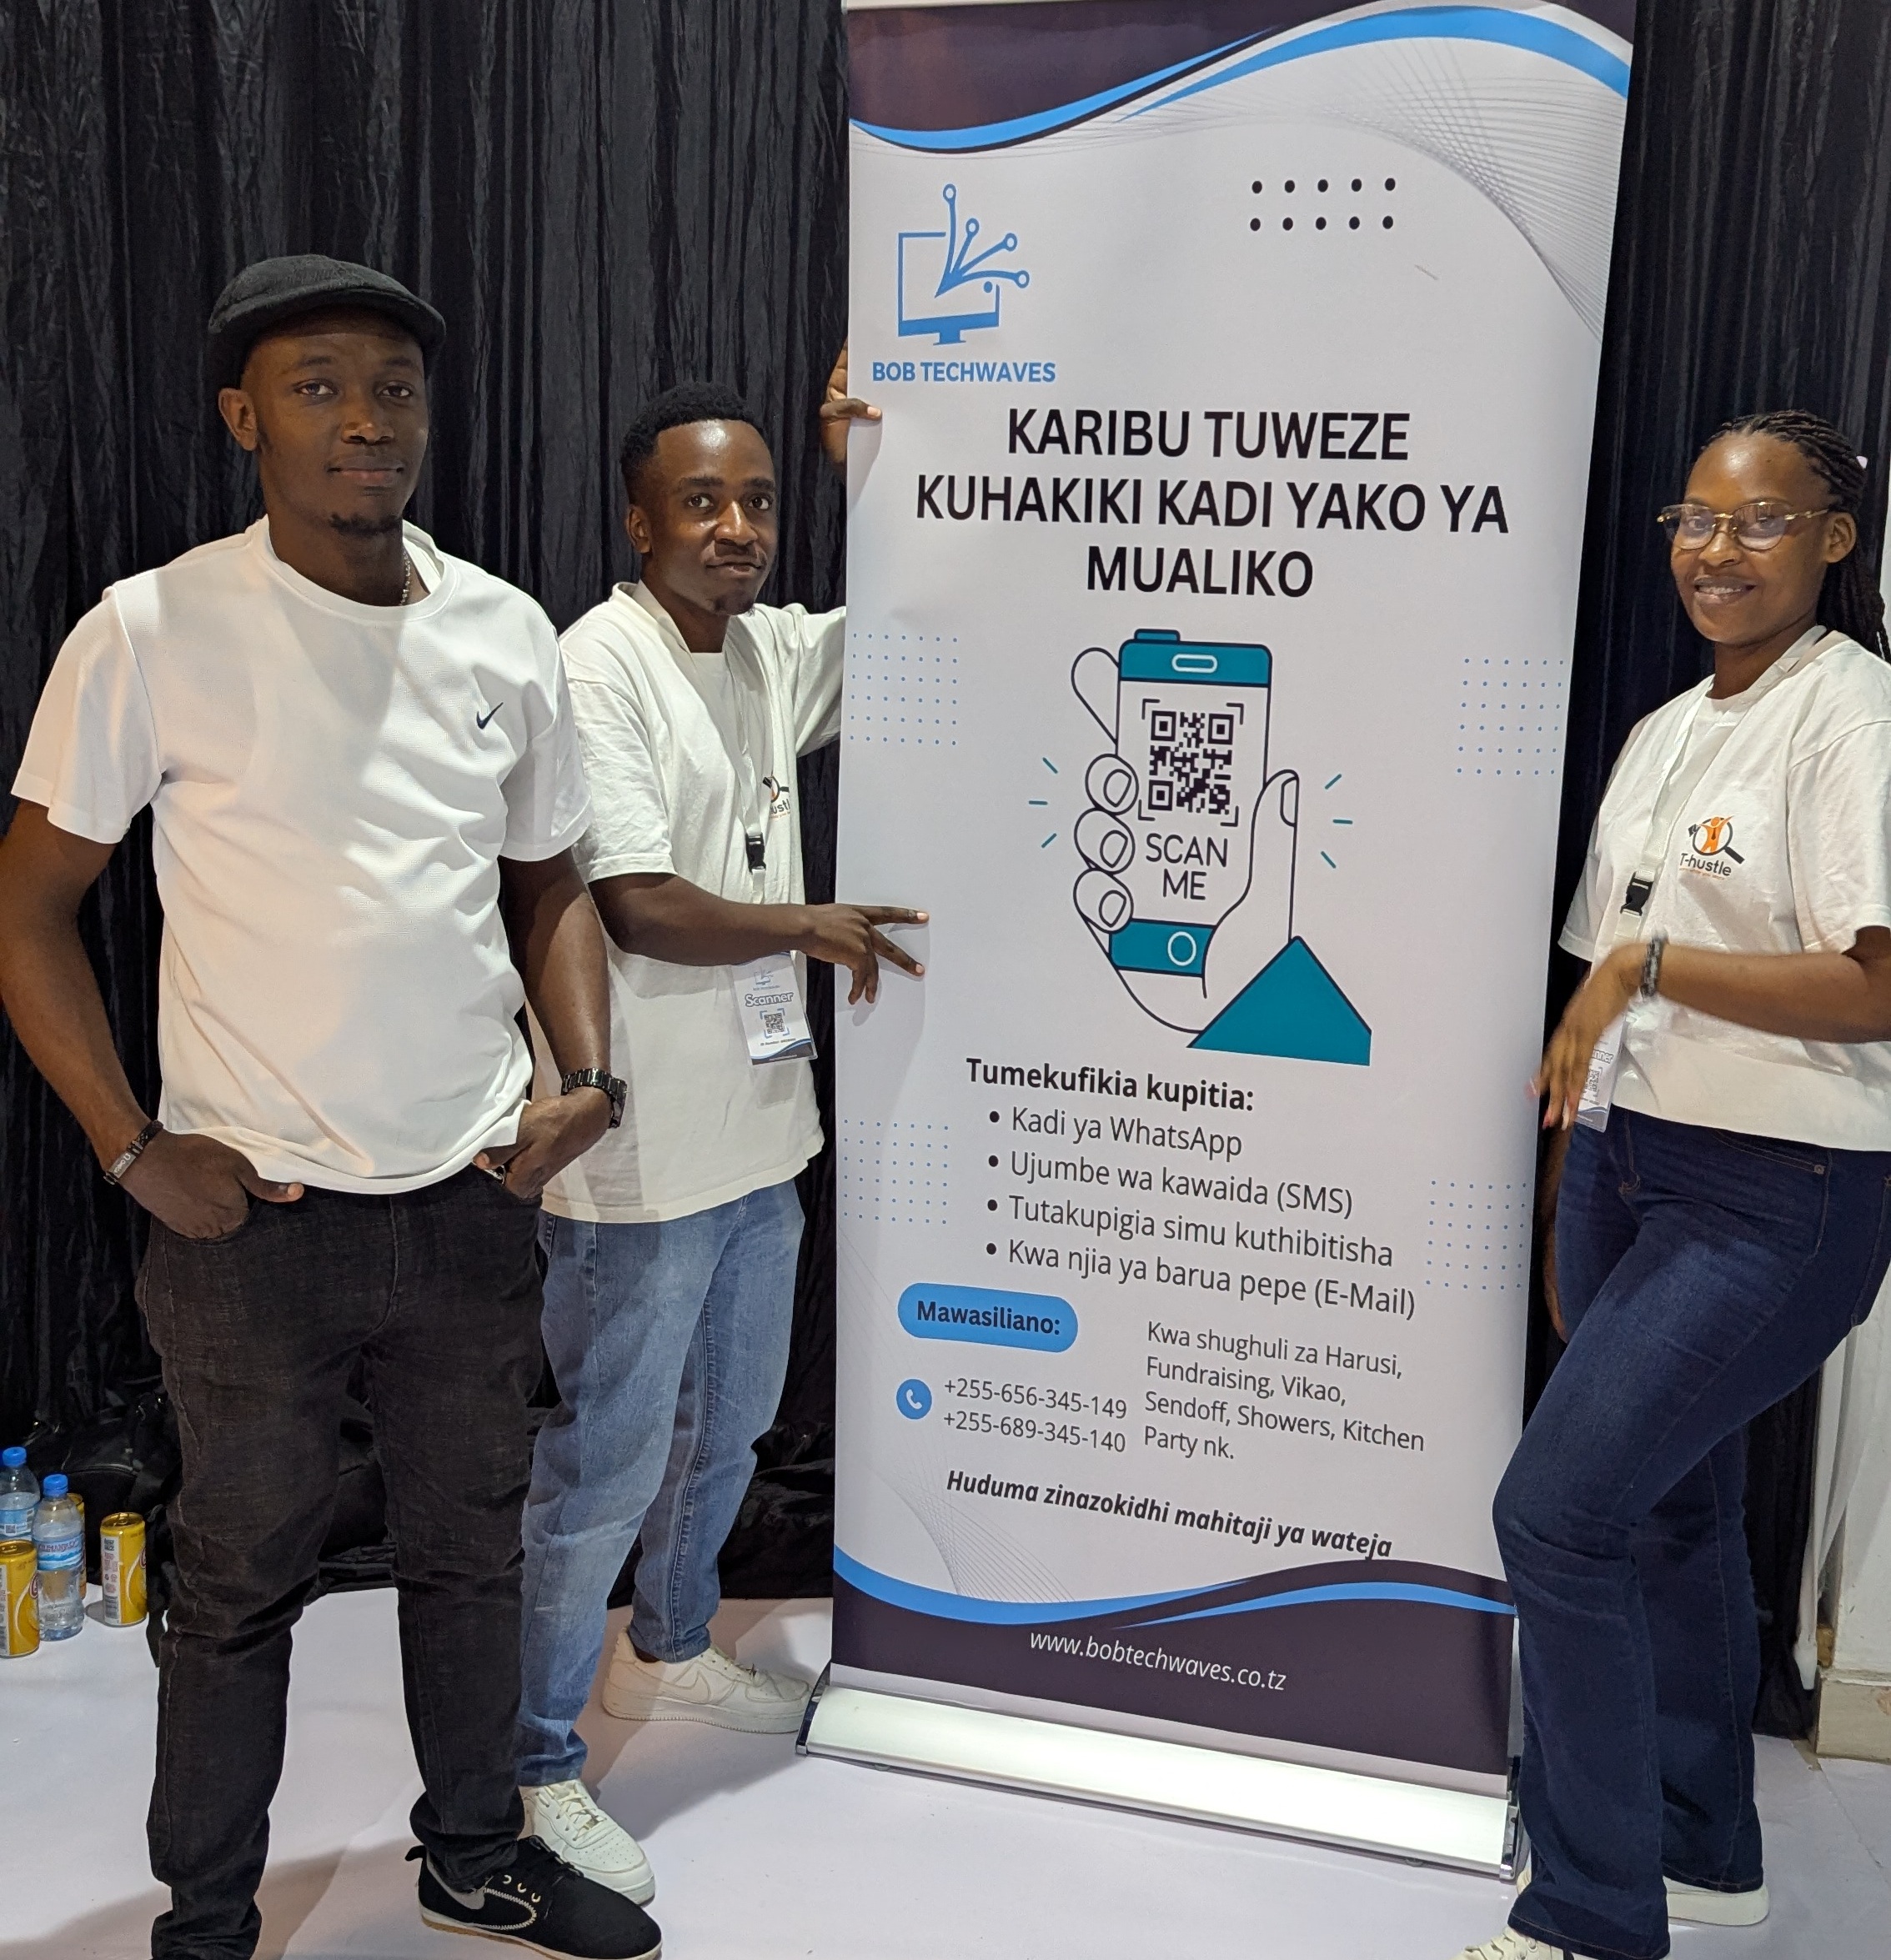 BOB TECHWAVES
KARIBU TUWEZE
KUHAKIKI KADI YAKO YA
MUALIKO
SCAN
ME
Tumekufikia kupitia:
• Kadi ya WhatsApp
• Ujumbe wa kawaida (SMS)
• Tutakupigia simu kuthibitisha
• Kwa njia ya barua pepe (E-Mail)
Mawasiliano:
+255-656-345-149
+255-689-345-140
Kwa shughuli za Harusi,
Fundraising, Vikao,
Sendoff, Showers, Kitchen
Party nk.
Huduma zinazokidhi mahitaji ya wateja
www.bobtechwaves.co.tz
Scanner
T-hustle